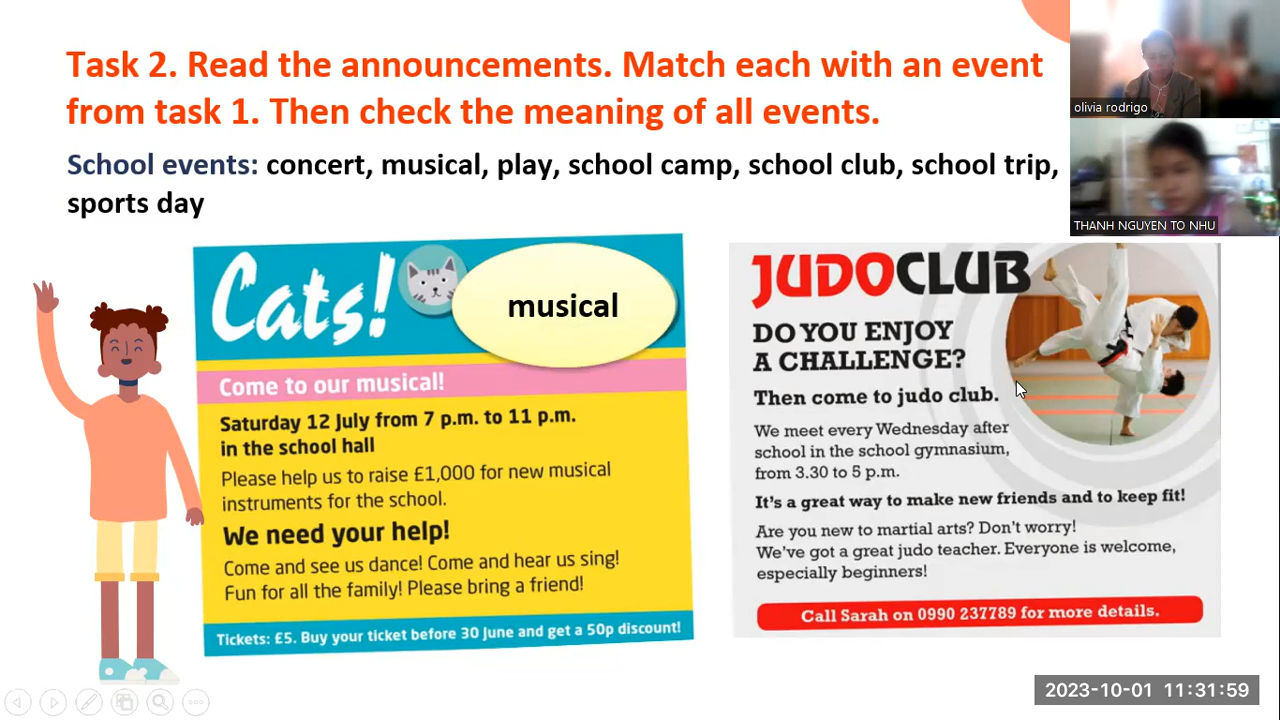 Task 2. Read the announcements. Match each with an event
from task 1. Then check the meaning of all events.
School events: concert, musical, play, school camp, school club, school trip,
sports day
olivia rodrigo
THANH NGUYEN TO NHU
Cats!
musical
Come to our musical!
Saturday 12 July from 7 p.m. to 11 p.m.
in the school hall
Please help us to raise £1,000 for new musical
instruments for the school.
We need your help!
Come and see us dance! Come and hear us sing!
Fun for all the family! Please bring a friend!
Tickets: £5. Buy your ticket before 30 June and get a 50p discount!
JUDOCLUB
DO YOU ENJOY
A CHALLENGE?
Then come to judo club.
We meet every Wednesday after
school in the school gymnasium,
from 3.30 to 5 p.m.
It's a great way to make new friends and to keep fit!
Are you new to martial arts? Don't worry!
We've got a great judo teacher. Everyone is welcome,
especially beginners!
Call Sarah on 0990 237789 for more details.
2023-10-01 11:31:59